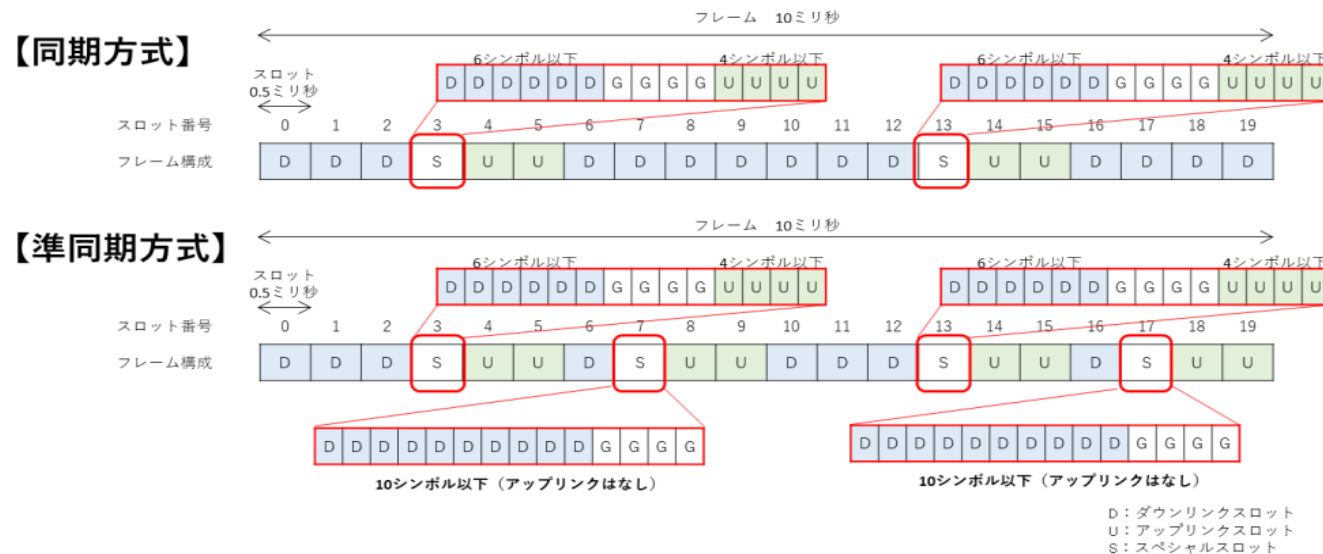 フレーム 10ミリ秒
【同期方式】
6シンボル以下 4シンボル以下 6シンボル以下 4シンボル以下
D D D D D D G G G G U U U U D D D D D D G G G G U U U U
スロット
0.5ミリ秒
スロット番号 0 1 2 3 4 5 6 7 8 9 10 11 12 13 14 15 16 17 18 19
フレーム構成 D D D S U U D D D D D D D S U U D D D D
フレーム 10ミリ秒
【準同期方式】
6シンボル以下 4シンボル以下 6シンボル以下 4シンボル以下
D D D D D D G G G G U U U U D D D D D D G G G G U U U U
スロット
0.5ミリ秒
スロット番号 0 1 2 3 4 5 6 7 8 9 10 11 12 13 14 15 16 17 18 19
フレーム構成 D D D S U U D S U U D D D S U U D S U U
D D D D D D D D D D G G G G D D D D D D D D D D G G G G
10シンボル以下（アップリンクはなし） 10シンボル以下（アップリンクはなし）
D：ダウンリンクスロット
U：アップリンクスロット
S：スペシャルスロット